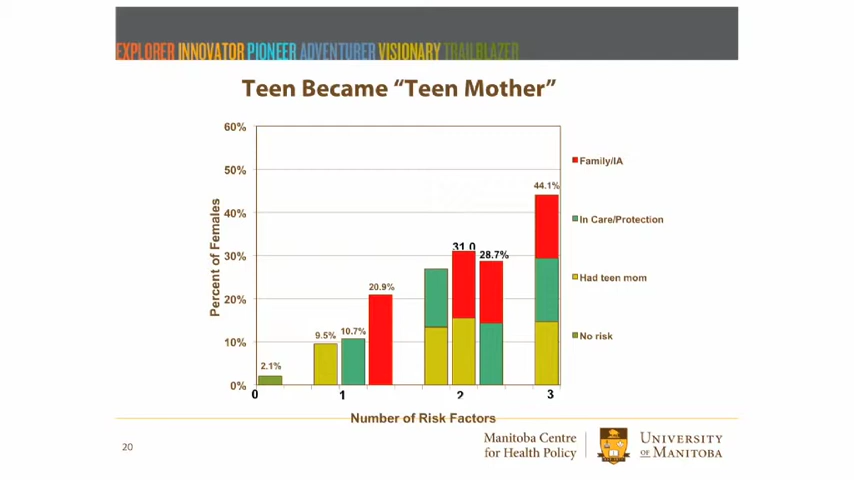 EXPLORER INNOVATOR PIONEER ADVENTURER VISIONARY TRAILBLAZER
Teen Became “Teen Mother”
60%
50%
40%
30%
20%
10%
0%
Percent of Females
2.1%
9.5%
10.7%
20.9%
31.0
28.7%
44.1%
0
1
2
3
Number of Risk Factors
Family/IA
In Care/Protection
Had teen mom
No risk
20
Manitoba Centre
for Health Policy
UNIVERSITY
OF MANITOBA